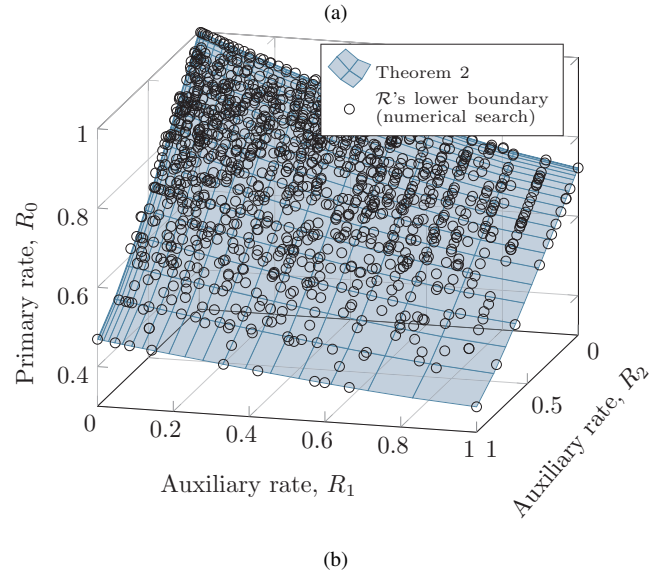 (a)
Theorem 2
R's lower boundary
(numerical search)
1
0.8
0.6
0.4
Primary rate, R0
0
0.2
0.4
0.6
0.8
1
Auxiliary rate, R1
1
0.5
0
Auxiliary rate, R2
(b)